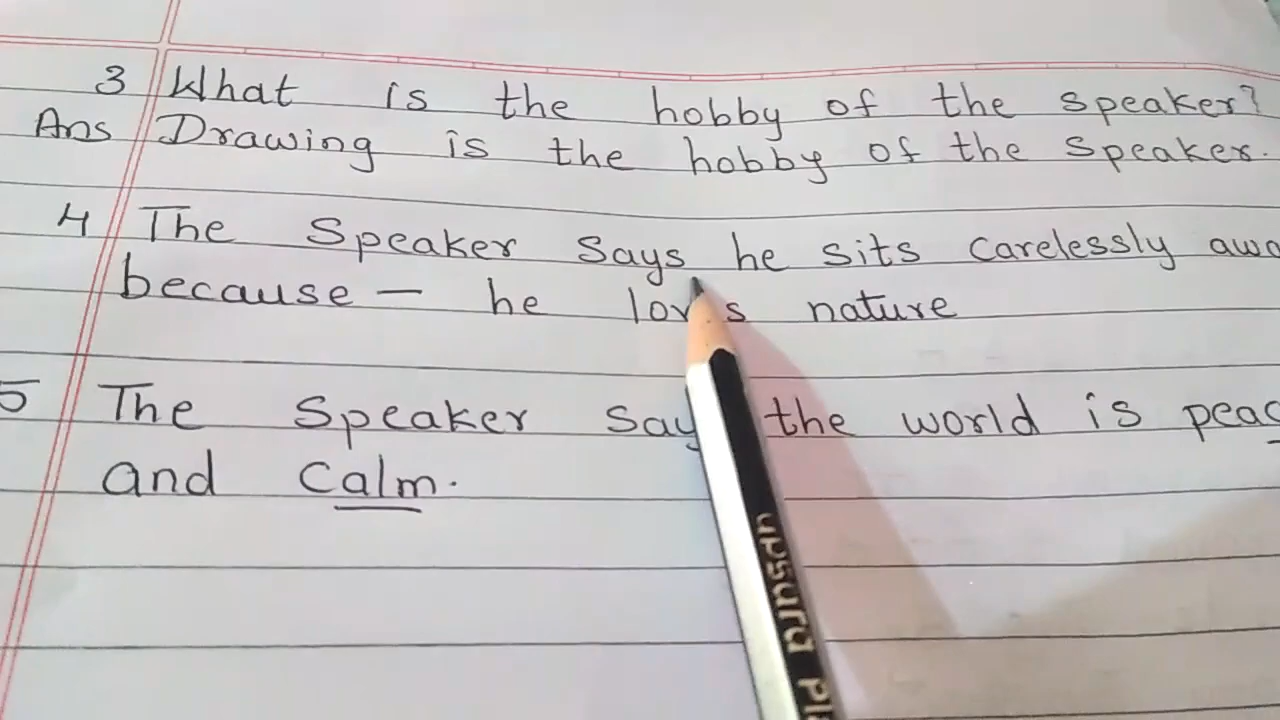 3 What is the hobby of the speaker?
Ans Drawing is the hobby of the speaker.
4 The Speaker Says he sits carelessly
because — he nature
5 The Speaker the world is
and calm.
apsara